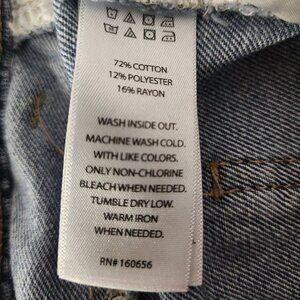 72% COTTON
12% POLYESTER
16% RAYON
WASH INSIDE OUT.
MACHINE WASH COLD.
WITH LIKE COLORS.
ONLY NON-CHLORINE
BLEACH WHEN NEEDED.
TUMBLE DRY LOW.
WARM IRON
WHEN NEEDED.
RN# 160656